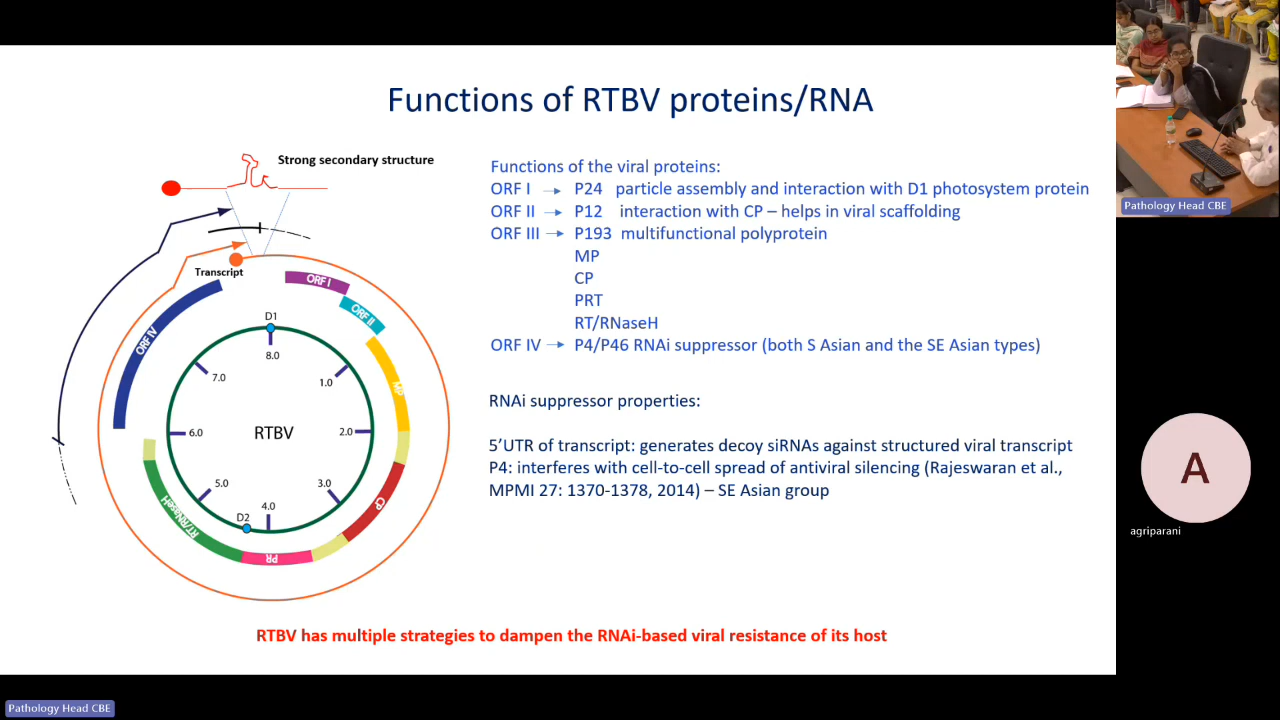 Functions of RTBV proteins/RNA
Strong secondary structure
Transcript
ORF I
ORF II
ORF IV
MP
CP
PR
RT/RNaseH
D1
8.0
7.0
1.0
6.0
RTBV
2.0
5.0
3.0
D2
4.0
Functions of the viral proteins:
ORF I → P24 particle assembly and interaction with D1 photosystem protein
ORF II → P12 interaction with CP – helps in viral scaffolding
ORF III → P193 multifunctional polyprotein
MP
CP
PRT
RT/RNaseH
ORF IV → P4/P46 RNAi suppressor (both S Asian and the SE Asian types)
RNAi suppressor properties:
5’UTR of transcript: generates decoy siRNAs against structured viral transcript
P4: interferes with cell-to-cell spread of antiviral silencing (Rajeswaran et al.,
MPMI 27: 1370-1378, 2014) – SE Asian group
RTBV has multiple strategies to dampen the RNAi-based viral resistance of its host
Pathology Head CBE
A
agriparani
Pathology Head CBE